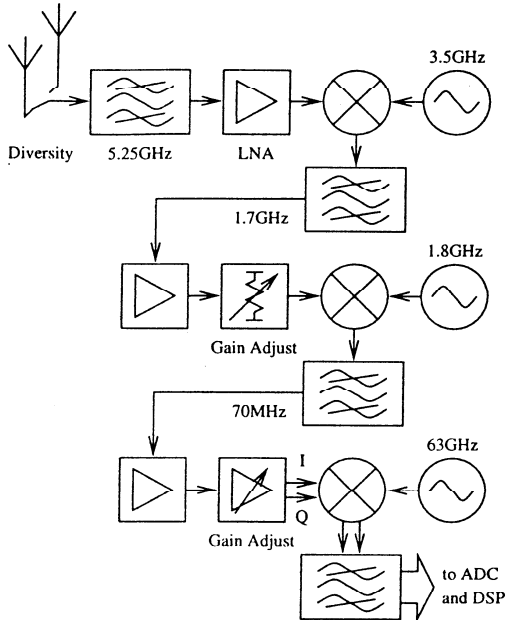 3.5GHz
Diversity
5.25GHz
LNA
1.7GHz
1.8GHz
Gain Adjust
70MHz
63GHz
I
Q
Gain Adjust
to ADC
and DSP